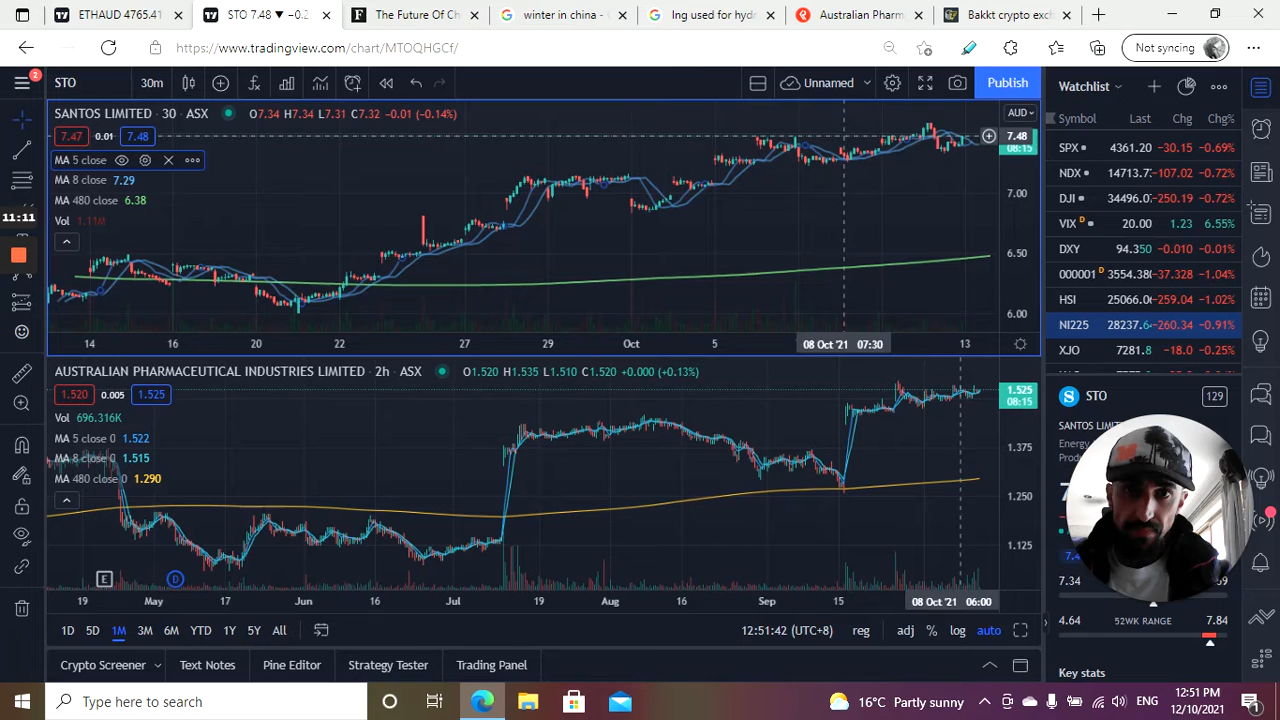 ETHAUD 4765.41
STO 7.48 ▼ −0.2
The Future Of Ch
winter in china -
lng used for hydr
Australian Pharm
Bakkt crypto exch
https://www.tradingview.com/chart/MTOQHGCf/
Not syncing
2
STO
30m
Unnamed
Publish
Watchlist
SANTOS LIMITED · 30 ASX
O7.34 H7.34 L7.31 C7.32 -0.01 (-0.14%)
AUD
7.47 0.01 7.48
7.48
08:15
MA 5 close
MA 8 close 7.29
MA 480 close 6.38
Vol 1.11M
7.00
6.50
6.00
11:11
14 16 20 22 27 29 Oct 5 08 Oct '21 07:30 13
AUSTRALIAN PHARMACEUTICAL INDUSTRIES LIMITED · 2h · ASX
O1.520 H1.535 L1.510 C1.520 +0.000 (+0.13%)
1.520 0.005 1.525
1.525
08:15
Vol 696.316K
MA 5 close 0 1.522
MA 8 close 0 1.515
MA 480 close 0 1.290
1.375
1.250
1.125
E
D
19 May 17 Jun 16 Jul 19 Aug 16 Sep 15 08 Oct '21 06:00
1D 5D 1M 3M 6M YTD 1Y 5Y All
12:51:42 (UTC+8) reg adj % log auto
Crypto Screener Text Notes Pine Editor Strategy Tester Trading Panel
Symbol Last Chg Chg%
SPX 4361.20 -30.15 -0.69%
NDX 14713.7 -107.02 -0.72%
DJI 34496.0 -250.19 -0.72%
VIX D 20.00 1.23 6.55%
DXY 94.350 -0.010 -0.01%
000001 D 3554.38 -37.328 -1.04%
HSI 25066.0 -259.04 -1.02%
NI225 28237.6 -260.34 -0.91%
XJO 7281.8 -18.0 -0.25%
STO
129
SANTOS LIMITED
Energy
7.34
4.64 52WK RANGE 7.84
Key stats
Type here to search
16°C Partly sunny
ENG
12:51 PM
12/10/2021
1